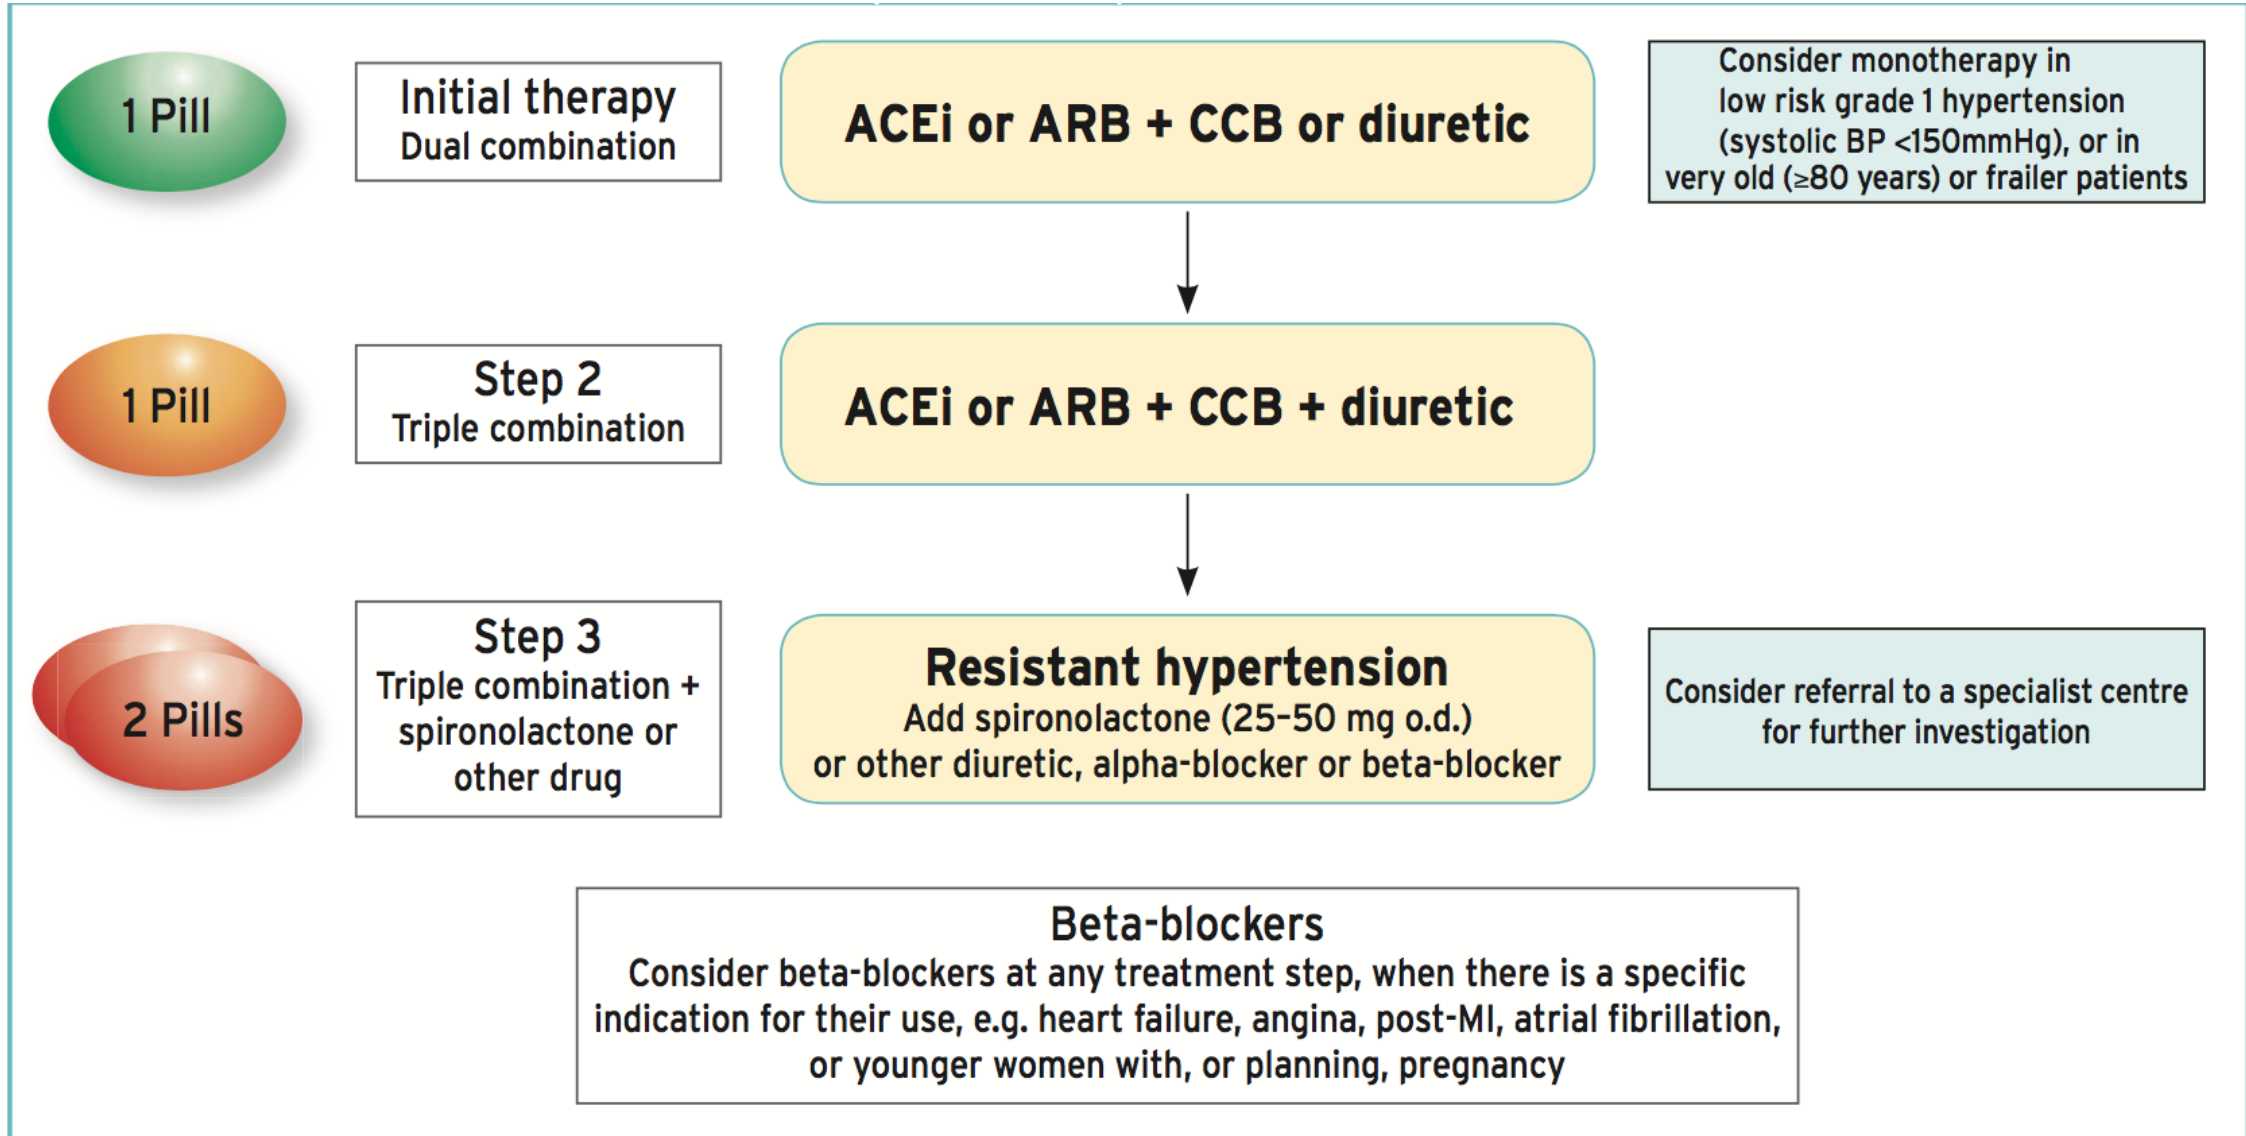 1 Pill
Initial therapy
Dual combination
ACEi or ARB + CCB or diuretic
Consider monotherapy in
low risk grade 1 hypertension
(systolic BP <150mmHg), or in
very old (≥80 years) or frailer patients
1 Pill
Step 2
Triple combination
ACEi or ARB + CCB + diuretic
2 Pills
Step 3
Triple combination +
spironolactone or
other drug
Resistant hypertension
Add spironolactone (25–50 mg o.d.)
or other diuretic, alpha-blocker or beta-blocker
Consider referral to a specialist centre
for further investigation
Beta-blockers
Consider beta-blockers at any treatment step, when there is a specific
indication for their use, e.g. heart failure, angina, post-MI, atrial fibrillation,
or younger women with, or planning, pregnancy